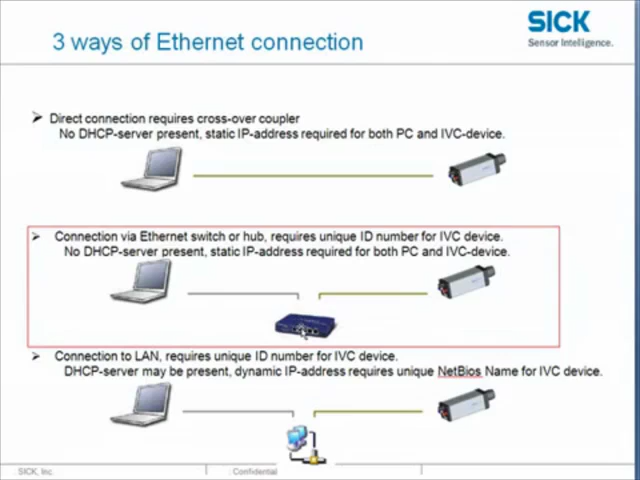 SICK
Sensor Intelligence.
3 ways of Ethernet connection
➢ Direct connection requires cross-over coupler
No DHCP-server present, static IP-address required for both PC and IVC-device.
➢ Connection via Ethernet switch or hub, requires unique ID number for IVC device.
No DHCP-server present, static IP-address required for both PC and IVC-device.
➢ Connection to LAN, requires unique ID number for IVC device.
DHCP-server may be present, dynamic IP-address requires unique NetBios Name for IVC device.
SICK, Inc.
Confidential